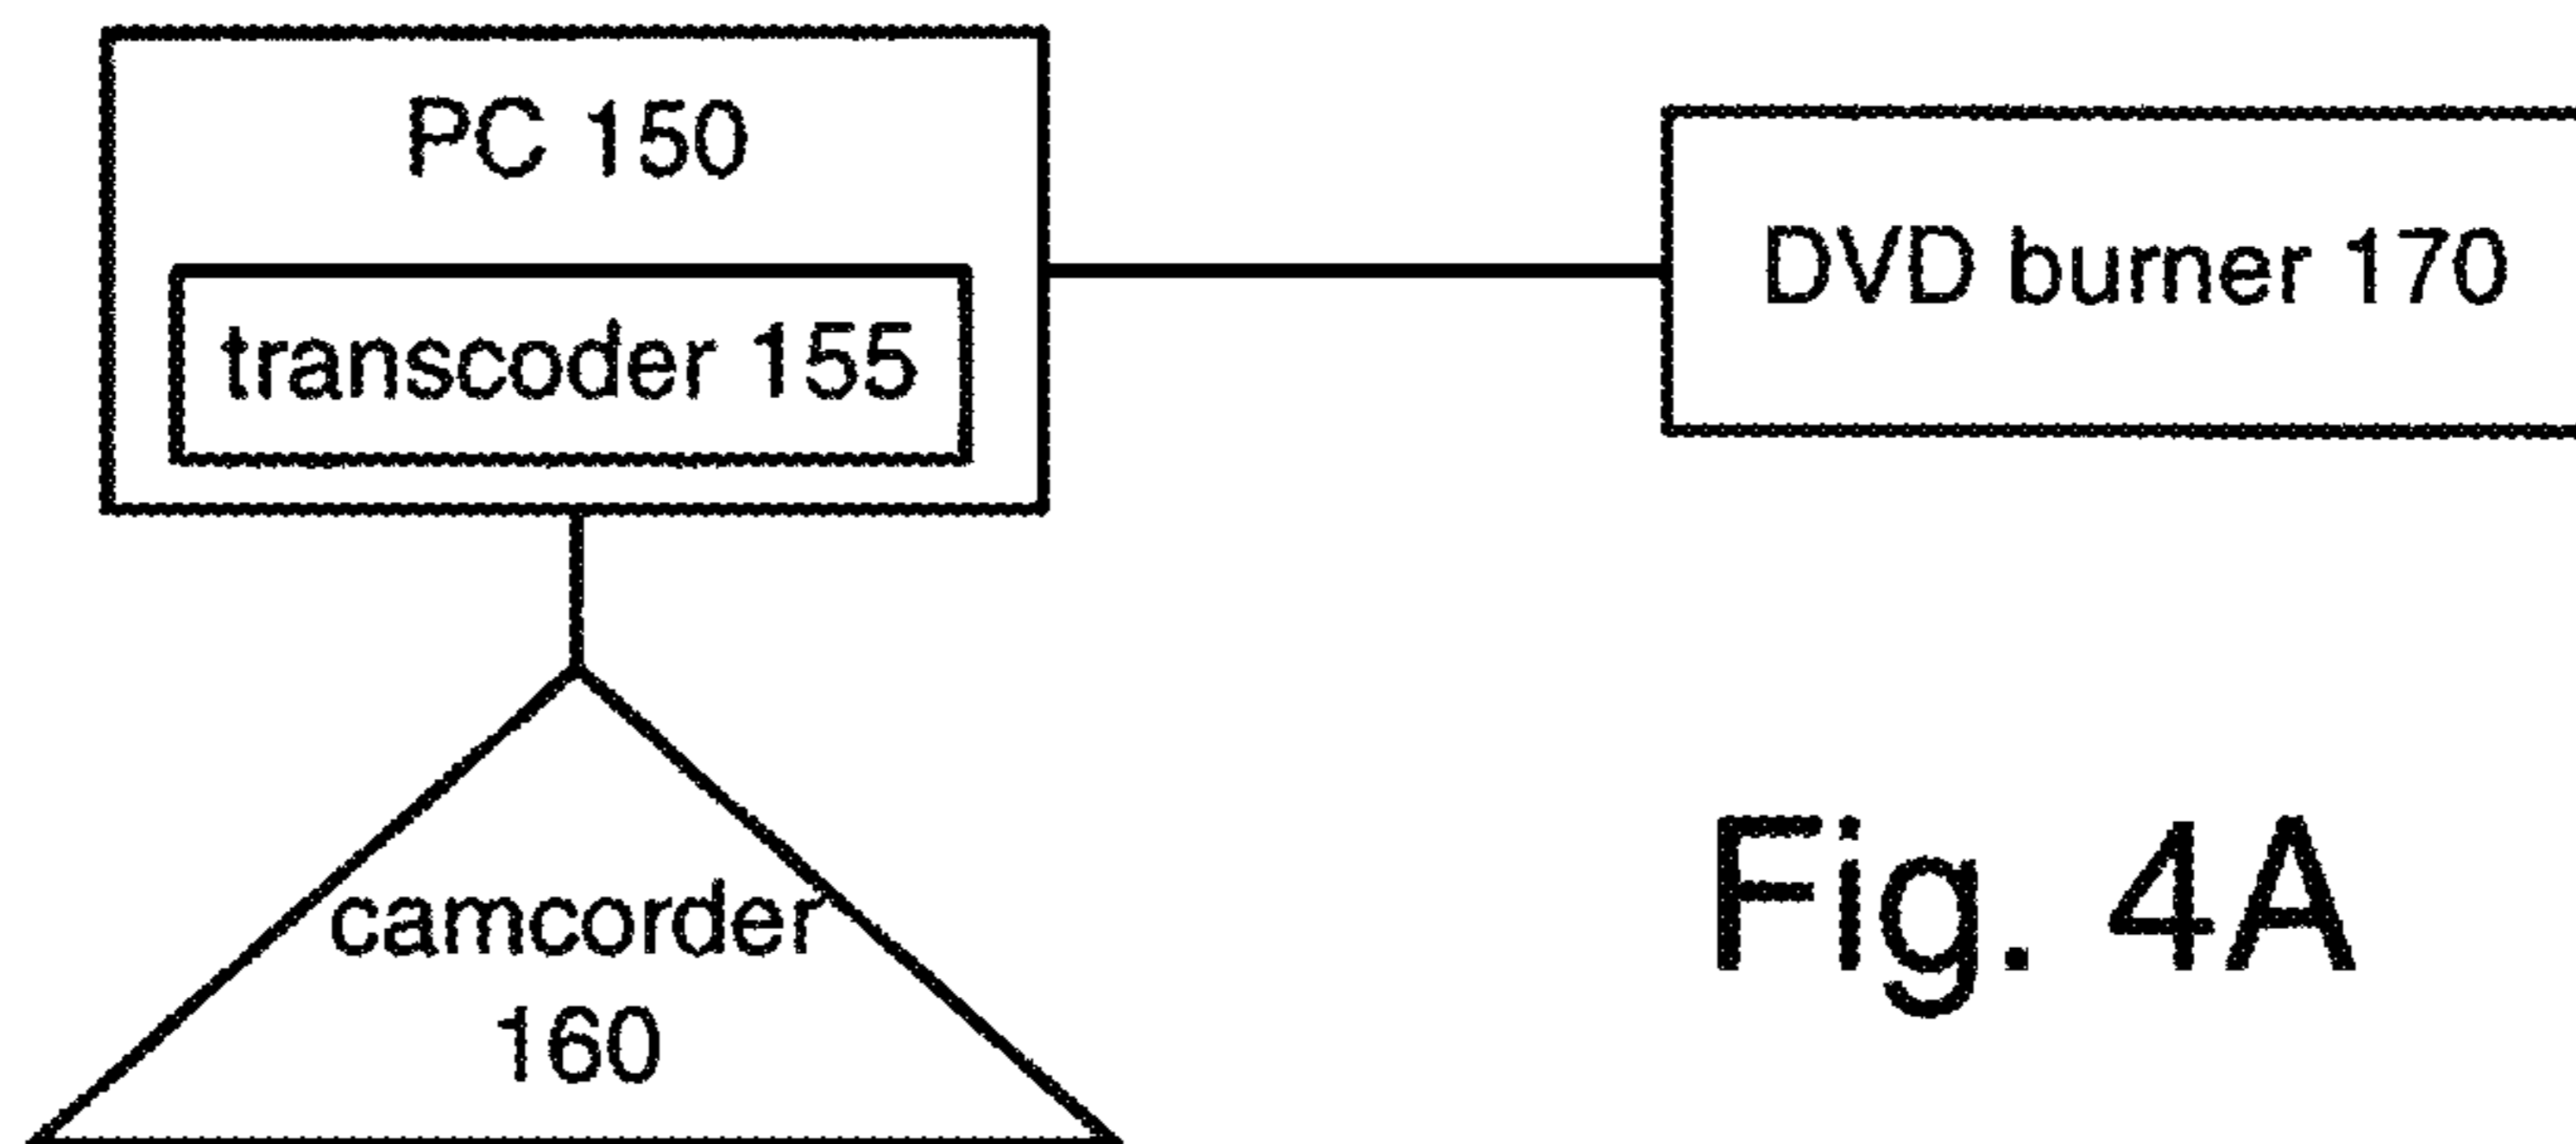 PC 150
transcoder 155
DVD burner 170
camcorder
160
Fig. 4A